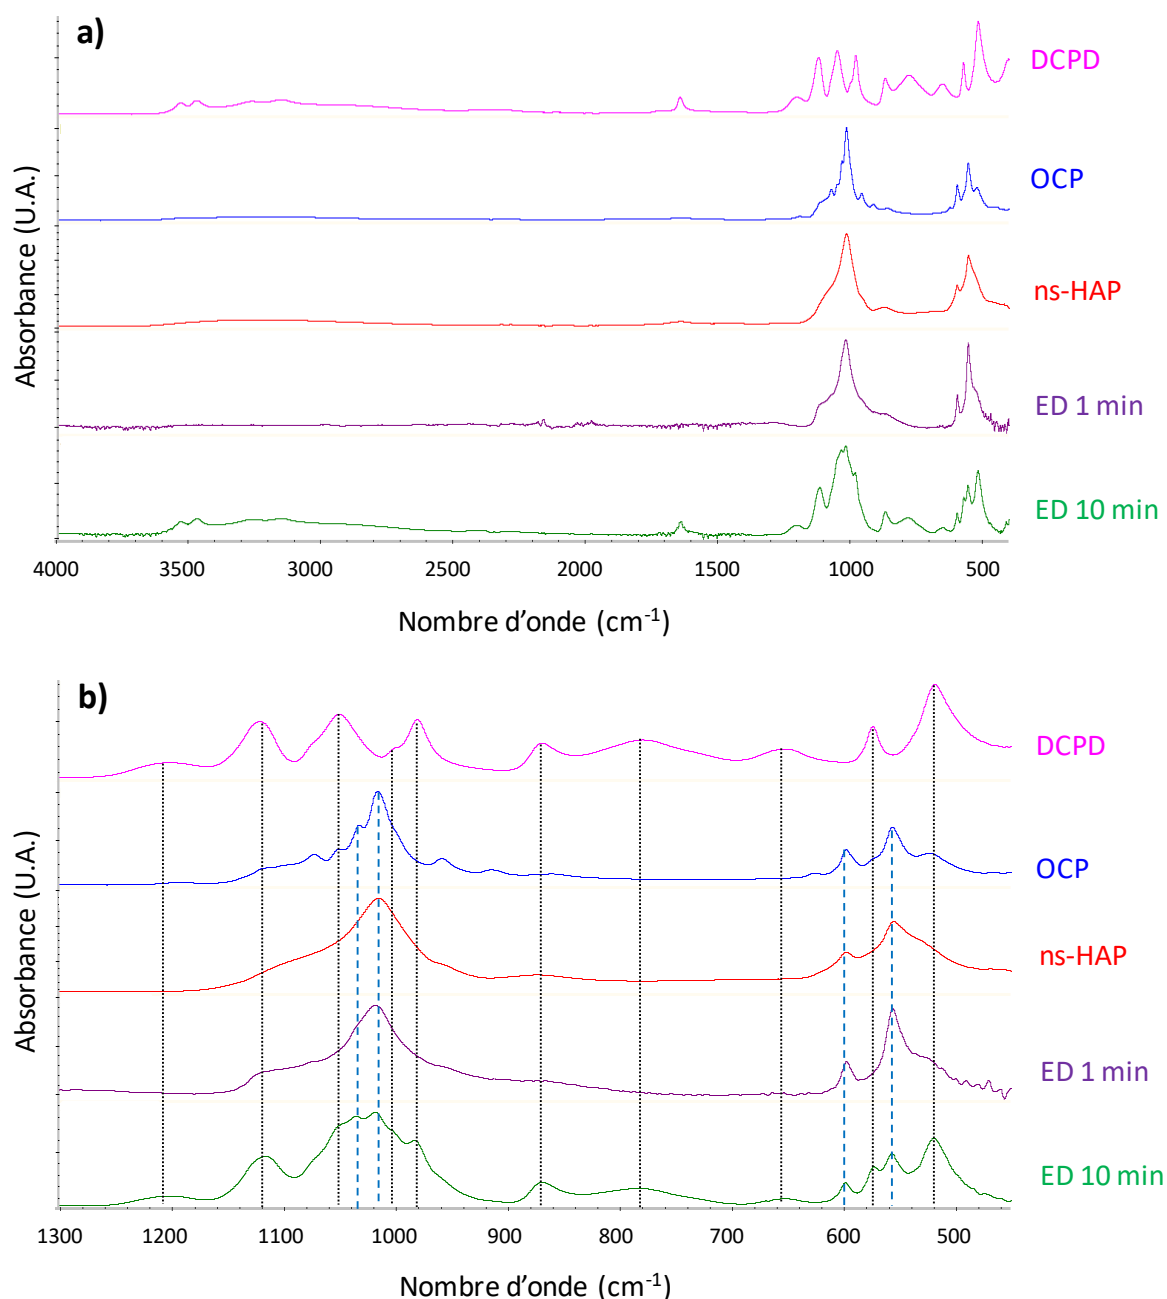 a)
DCPD
OCP
ns-HAP
ED 1 min
ED 10 min
Absorbance (U.A.)
4000 3500 3000 2500 2000 1500 1000 500
Nombre d’onde (cm-1)
b)
DCPD
OCP
ns-HAP
ED 1 min
ED 10 min
Absorbance (U.A.)
1300 1200 1100 1000 900 800 700 600 500
Nombre d’onde (cm-1)